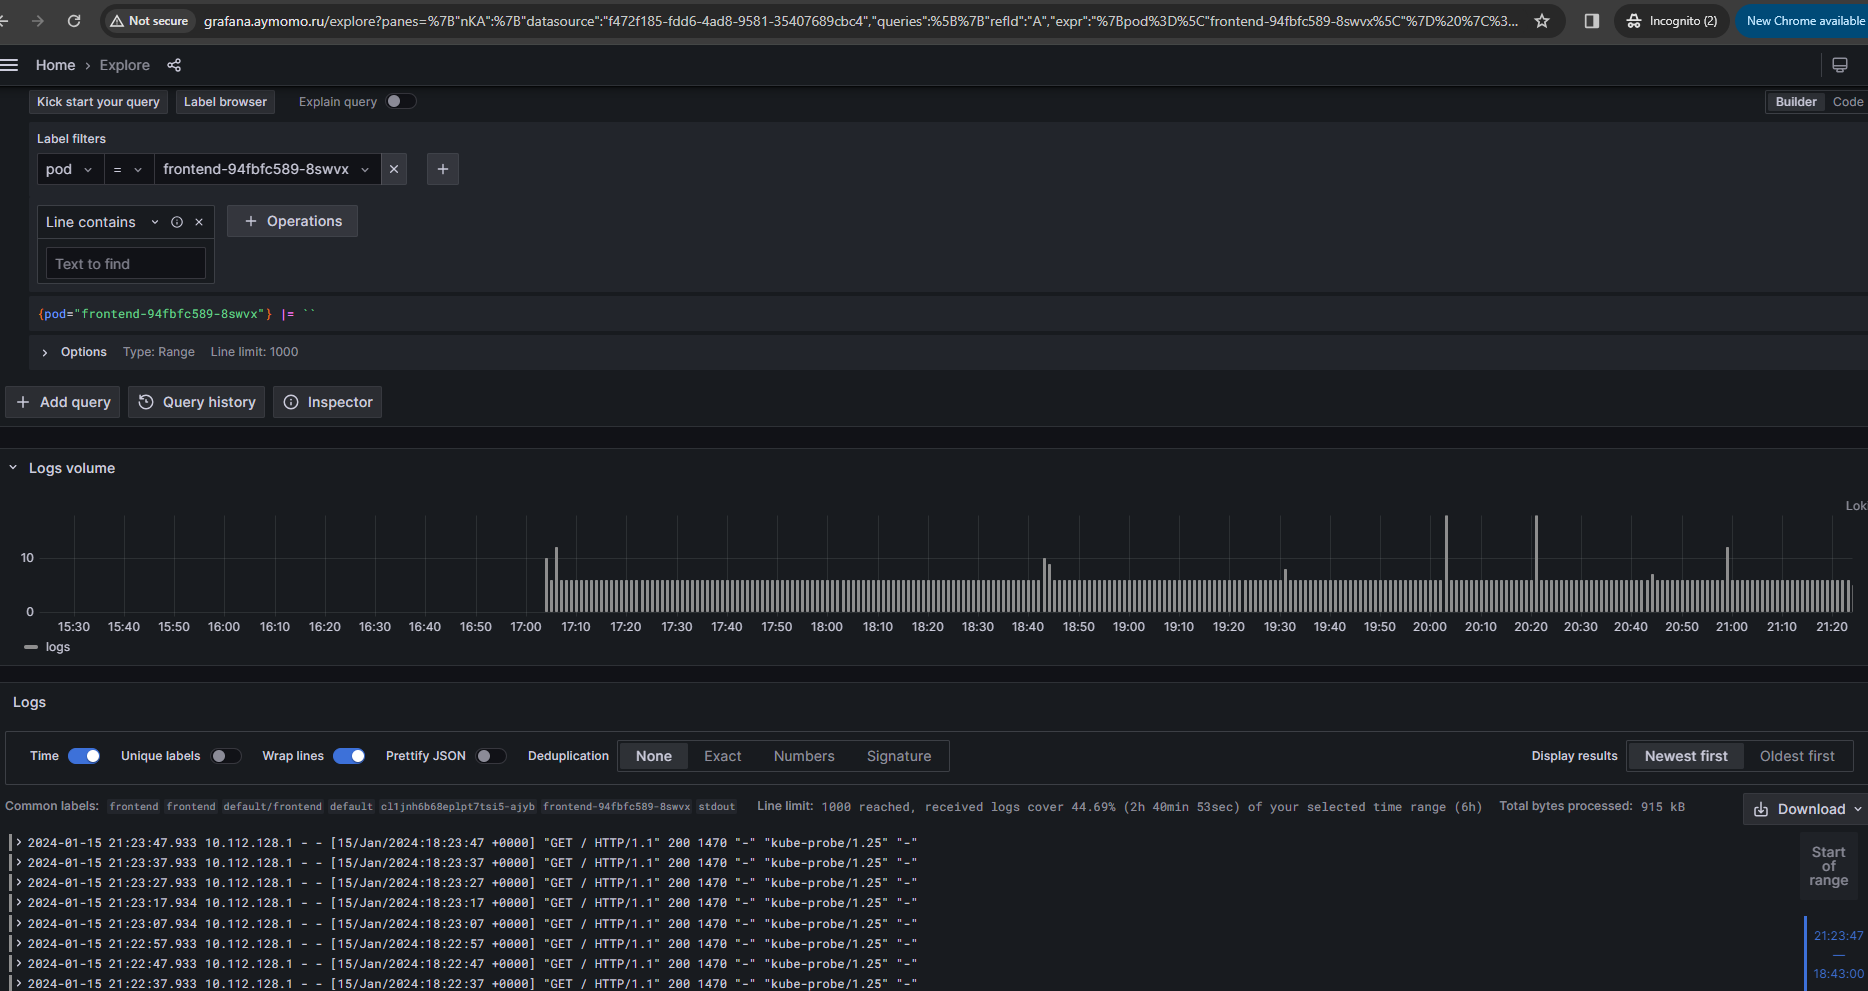 Not secure grafana.aymomo.ru/explore?panes=%7B"nKA":%7B"datasource":"f472f185-fdd6-4ad8-9581-35407689cbc4","queries":%5B%7B"refId":"A","expr":"%7Bpod%3D%5C"frontend-94fbfc589-8swvx%5C"%7D%20%7C%3... Incognito (2) New Chrome available
Home › Explore
Kick start your query Label browser Explain query Builder Code
Label filters
pod = frontend-94fbfc589-8swvx +
Line contains + Operations
Text to find
{pod="frontend-94fbfc589-8swvx"} |= ``
Options Type: Range Line limit: 1000
+ Add query Query history Inspector
Logs volume
Lok
10
0
15:30 15:40 15:50 16:00 16:10 16:20 16:30 16:40 16:50 17:00 17:10 17:20 17:30 17:40 17:50 18:00 18:10 18:20 18:30 18:40 18:50 19:00 19:10 19:20 19:30 19:40 19:50 20:00 20:10 20:20 20:30 20:40 20:50 21:00 21:10 21:20
logs
Logs
Time Unique labels Wrap lines Prettify JSON Deduplication None Exact Numbers Signature Display results Newest first Oldest first
Common labels: frontend frontend default/frontend default cl1jnh6b68eplpt7tsi5-ajyb frontend-94fbfc589-8swvx stdout Line limit: 1000 reached, received logs cover 44.69% (2h 40min 53sec) of your selected time range (6h) Total bytes processed: 915 kB Download
> 2024-01-15 21:23:47.933 10.112.128.1 - - [15/Jan/2024:18:23:47 +0000] "GET / HTTP/1.1" 200 1470 "-" "kube-probe/1.25" "-"
> 2024-01-15 21:23:37.933 10.112.128.1 - - [15/Jan/2024:18:23:37 +0000] "GET / HTTP/1.1" 200 1470 "-" "kube-probe/1.25" "-"
> 2024-01-15 21:23:27.933 10.112.128.1 - - [15/Jan/2024:18:23:27 +0000] "GET / HTTP/1.1" 200 1470 "-" "kube-probe/1.25" "-"
> 2024-01-15 21:23:17.934 10.112.128.1 - - [15/Jan/2024:18:23:17 +0000] "GET / HTTP/1.1" 200 1470 "-" "kube-probe/1.25" "-"
> 2024-01-15 21:23:07.934 10.112.128.1 - - [15/Jan/2024:18:23:07 +0000] "GET / HTTP/1.1" 200 1470 "-" "kube-probe/1.25" "-"
> 2024-01-15 21:22:57.933 10.112.128.1 - - [15/Jan/2024:18:22:57 +0000] "GET / HTTP/1.1" 200 1470 "-" "kube-probe/1.25" "-"
> 2024-01-15 21:22:47.933 10.112.128.1 - - [15/Jan/2024:18:22:47 +0000] "GET / HTTP/1.1" 200 1470 "-" "kube-probe/1.25" "-"
> 2024-01-15 21:22:37.933 10.112.128.1 - - [15/Jan/2024:18:22:37 +0000] "GET / HTTP/1.1" 200 1470 "-" "kube-probe/1.25" "-"
Start
of
range
21:23:47
—
18:43:00